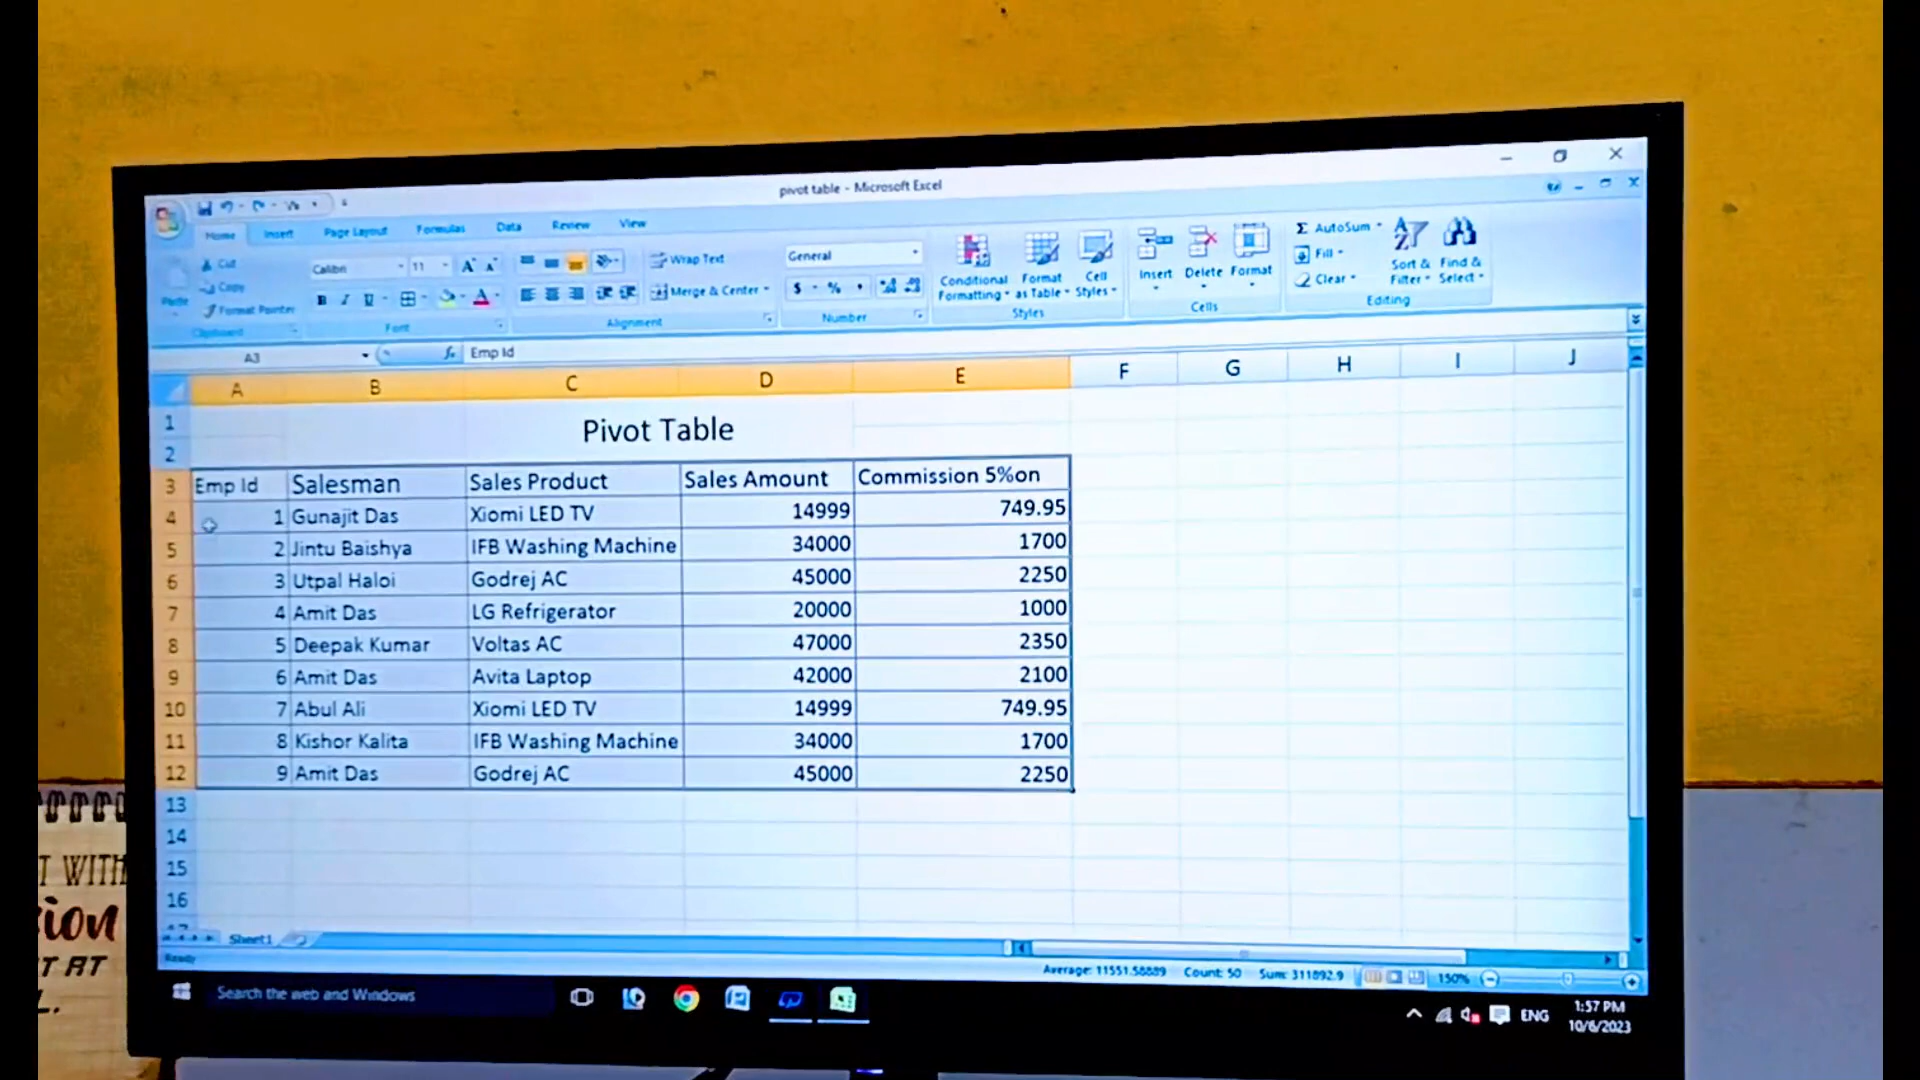 pivot table - Microsoft Excel
Home Insert Page Layout Formulas Data Review View
Cut
Copy
Format Painter
Paste
Clipboard
Calibri 11 A A
B I U A
Font
Wrap Text
Merge & Center
Alignment
General
$ % ,
Number
Conditional Formatting
Format as Table
Cell Styles
Styles
Insert Delete Format
Cells
Σ AutoSum
Fill
Clear
Sort & Filter
Find & Select
Editing
A3 fx Emp Id
A B C D E F G H I J
1
2 Pivot Table
3 Emp Id Salesman Sales Product Sales Amount Commission 5%on
4 1 Gunajit Das Xiomi LED TV 14999 749.95
5 2 Jintu Baishya IFB Washing Machine 34000 1700
6 3 Utpal Haloi Godrej AC 45000 2250
7 4 Amit Das LG Refrigerator 20000 1000
8 5 Deepak Kumar Voltas AC 47000 2350
9 6 Amit Das Avita Laptop 42000 2100
10 7 Abul Ali Xiomi LED TV 14999 749.95
11 8 Kishor Kalita IFB Washing Machine 34000 1700
12 9 Amit Das Godrej AC 45000 2250
13
14
15
16
17
Sheet1
Ready Average: 11551.58889 Count: 50 Sum: 311892.9 150%
Search the web and Windows
ENG
1:57 PM
10/6/2023
T WITH
sion
T AT
L.